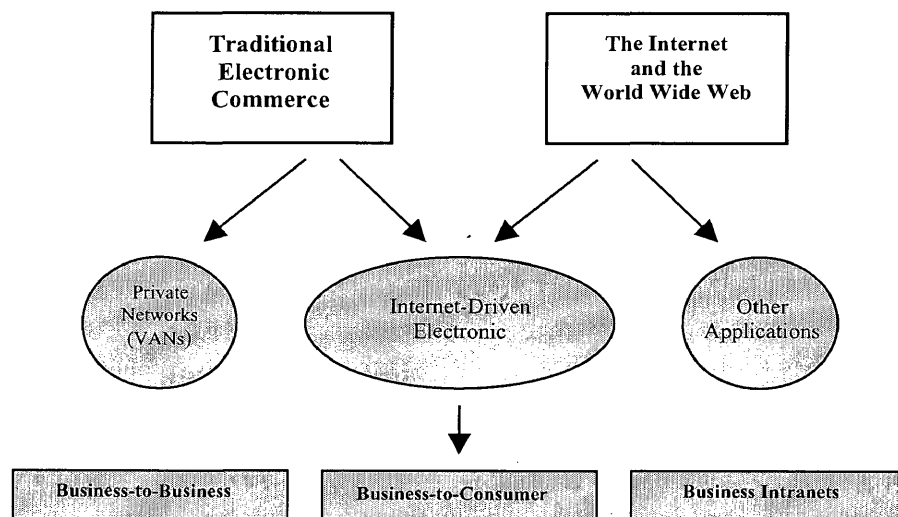 Traditional
Electronic
Commerce
The Internet
and the
World Wide Web
Private
Networks
(VANs)
Internet-Driven
Electronic
Other
Applications
Business-to-Business
Business-to-Consumer
Business Intranets